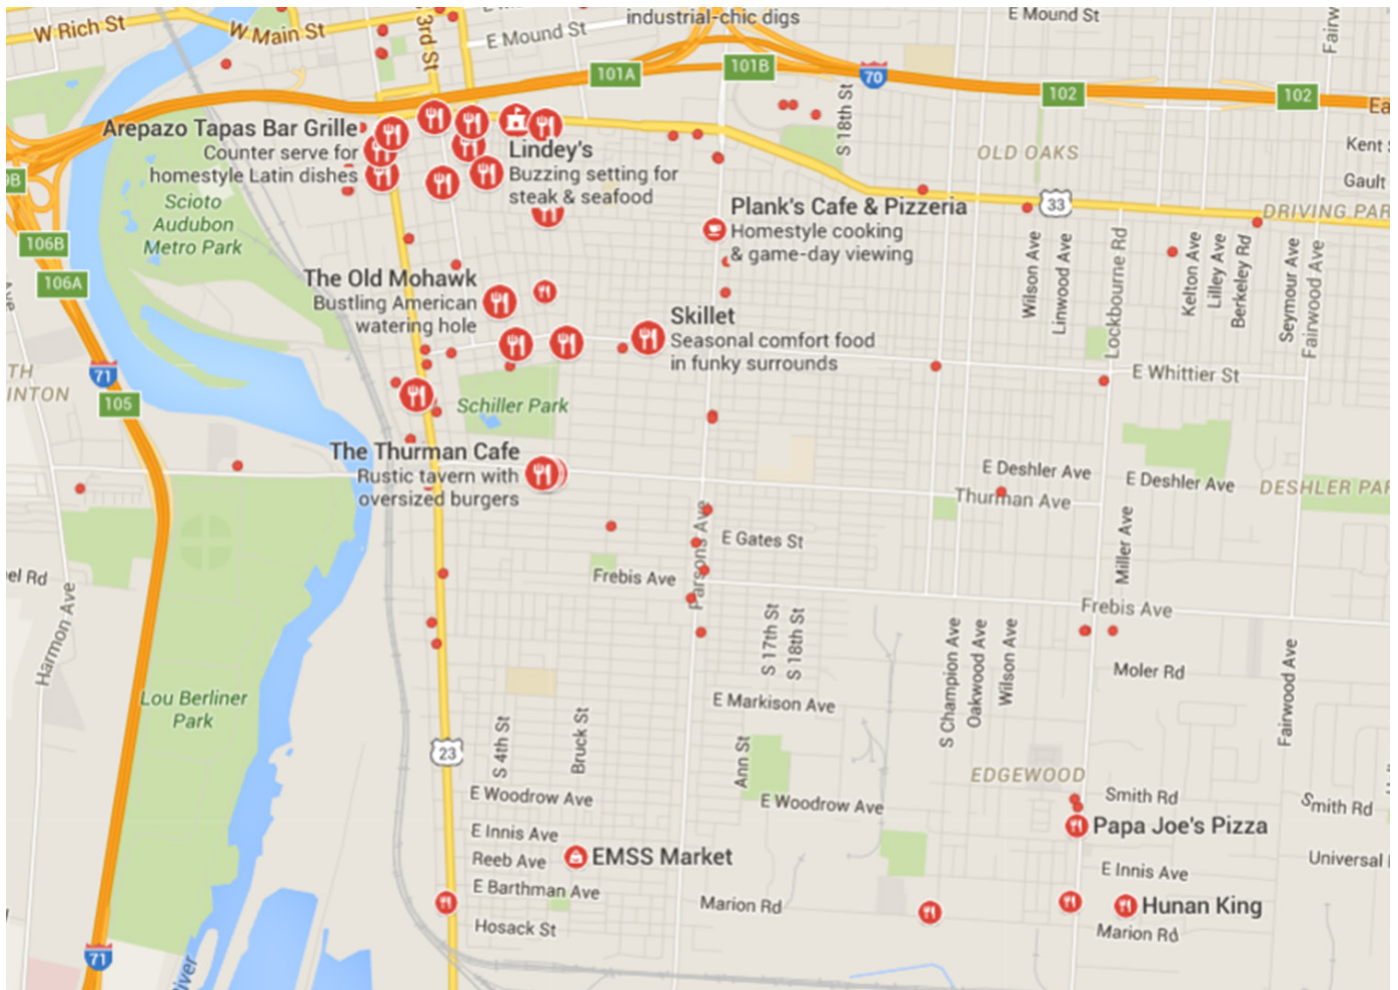 industrial-chic digs
E Mound St
W Rich St
W Main St
3rd St
E Mound St
Fairw
101A
101B
70
102
102
Ea
S 18th St
Arepazo Tapas Bar Grille
Counter serve for
homestyle Latin dishes
Lindey's
Buzzing setting for
steak & seafood
OLD OAKS
Kent
Gault
9B
Scioto
Audubon
Metro Park
Plank's Cafe & Pizzeria
Homestyle cooking
& game-day viewing
33
DRIVING PAR
106B
106A
Wilson Ave
Linwood Ave
Lockbourne Rd
Kelton Ave
Lilley Ave
Berkeley Rd
Seymour Ave
Fairwood Ave
The Old Mohawk
Bustling American
watering hole
Skillet
Seasonal comfort food
in funky surrounds
71
TH
INTON
105
E Whittier St
Schiller Park
The Thurman Cafe
Rustic tavern with
oversized burgers
E Deshler Ave
E Deshler Ave
DESHLER PAR
Thurman Ave
Parsons Ave
E Gates St
Miller Ave
el Rd
Frebis Ave
Frebis Ave
Harmon Ave
S 17th St
S 18th St
S Champion Ave
Oakwood Ave
Wilson Ave
Fairwood Ave
Moler Rd
Lou Berliner
Park
E Markison Ave
23
S 4th St
Bruck St
Ann St
EDGEWOOD
E Woodrow Ave
E Woodrow Ave
Smith Rd
Smith Rd
Papa Joe's Pizza
E Innis Ave
Reeb Ave
EMSS Market
E Innis Ave
Universal
E Barthman Ave
Marion Rd
Hunan King
Hosack St
Marion Rd
71
iver